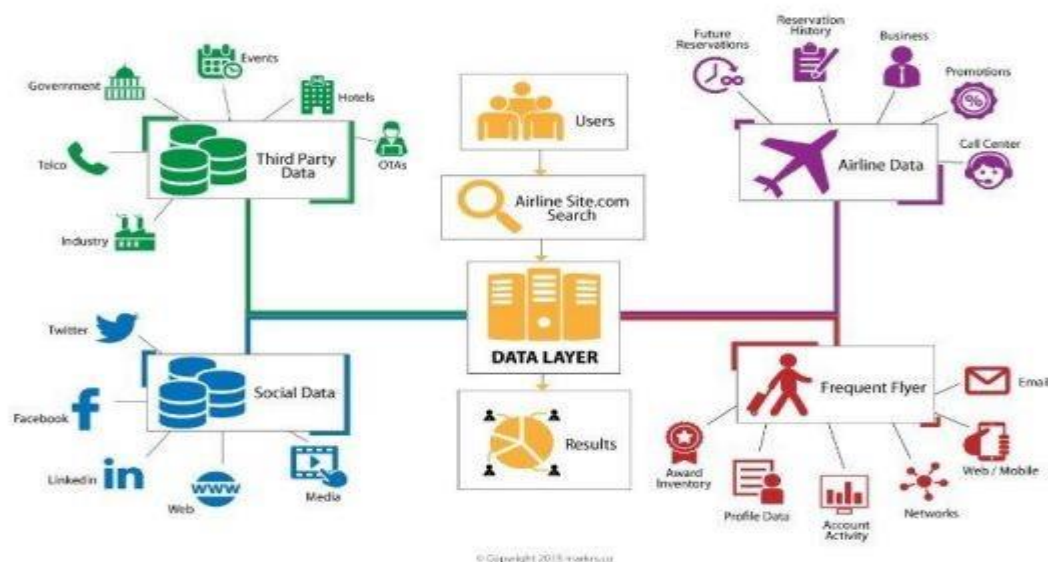 Future
Reservations
Reservation
History
Business
Promotions
Call Center
Airline Data
Events
Government
Hotels
Telco
Third Party
Data
OTAs
Industry
Users
Airline Site.com
Search
DATA LAYER
Results
Twitter
Facebook
Linkedin
Web
www
Media
Social Data
Frequent Flyer
Email
Web / Mobile
Networks
Account
Activity
Profile Data
Award
Inventory